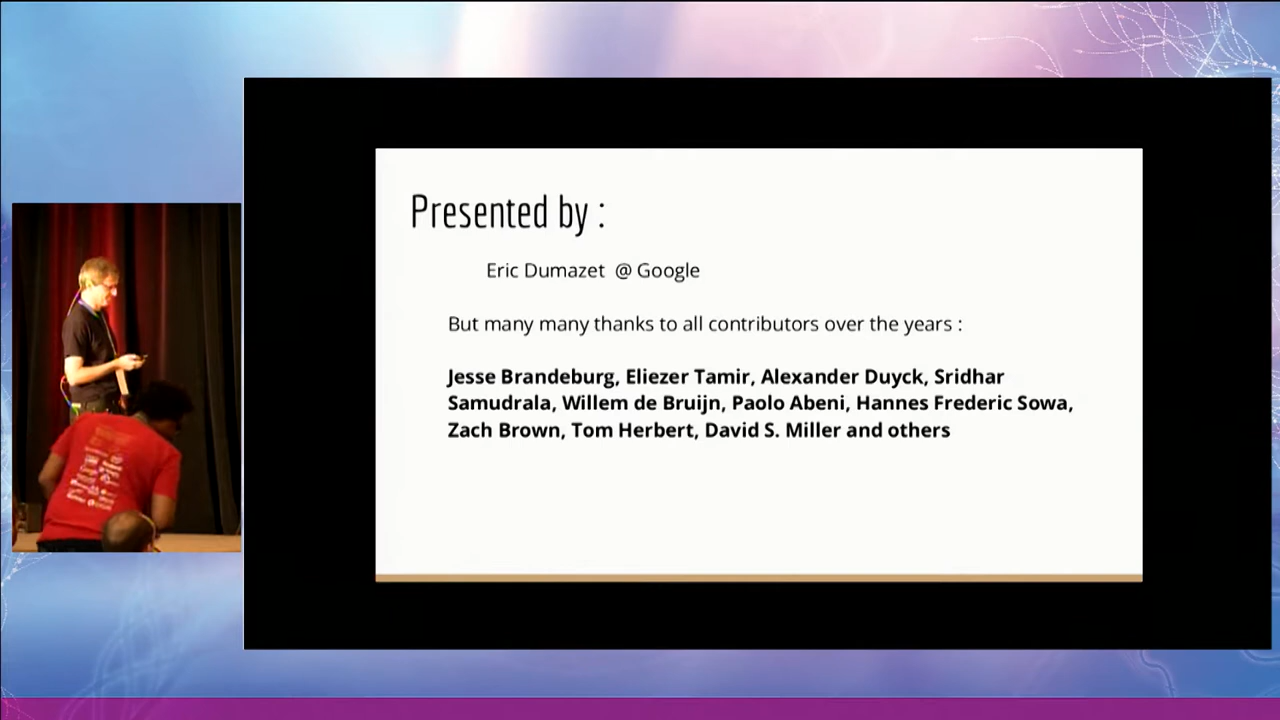 Presented by :
Eric Dumazet @ Google
But many many thanks to all contributors over the years :
Jesse Brandeburg, Eliezer Tamir, Alexander Duyck, Sridhar
Samudrala, Willem de Bruijn, Paolo Abeni, Hannes Frederic Sowa,
Zach Brown, Tom Herbert, David S. Miller and others